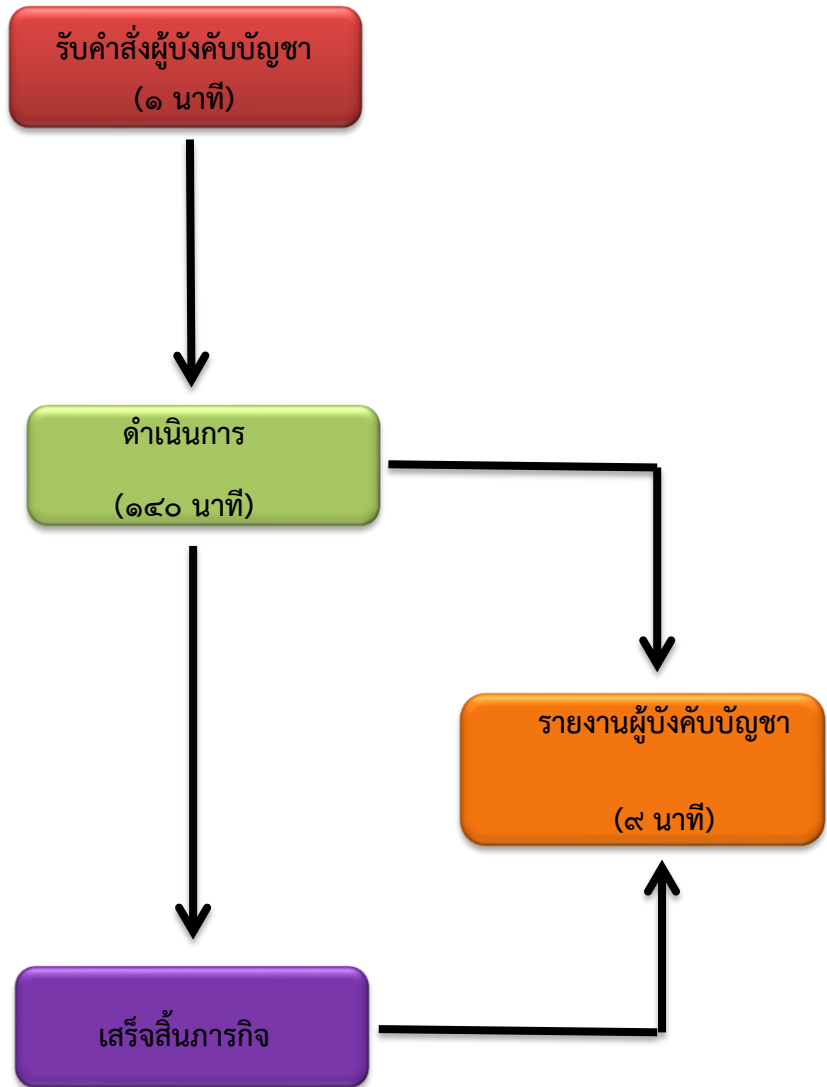 รับคำสั่งผู้บังคับบัญชา
(๑ นาที)
ดำเนินการ
(๑๔๐ นาที)
รายงานผู้บังคับบัญชา
(๙ นาที)
เสร็จสิ้นภารกิจ